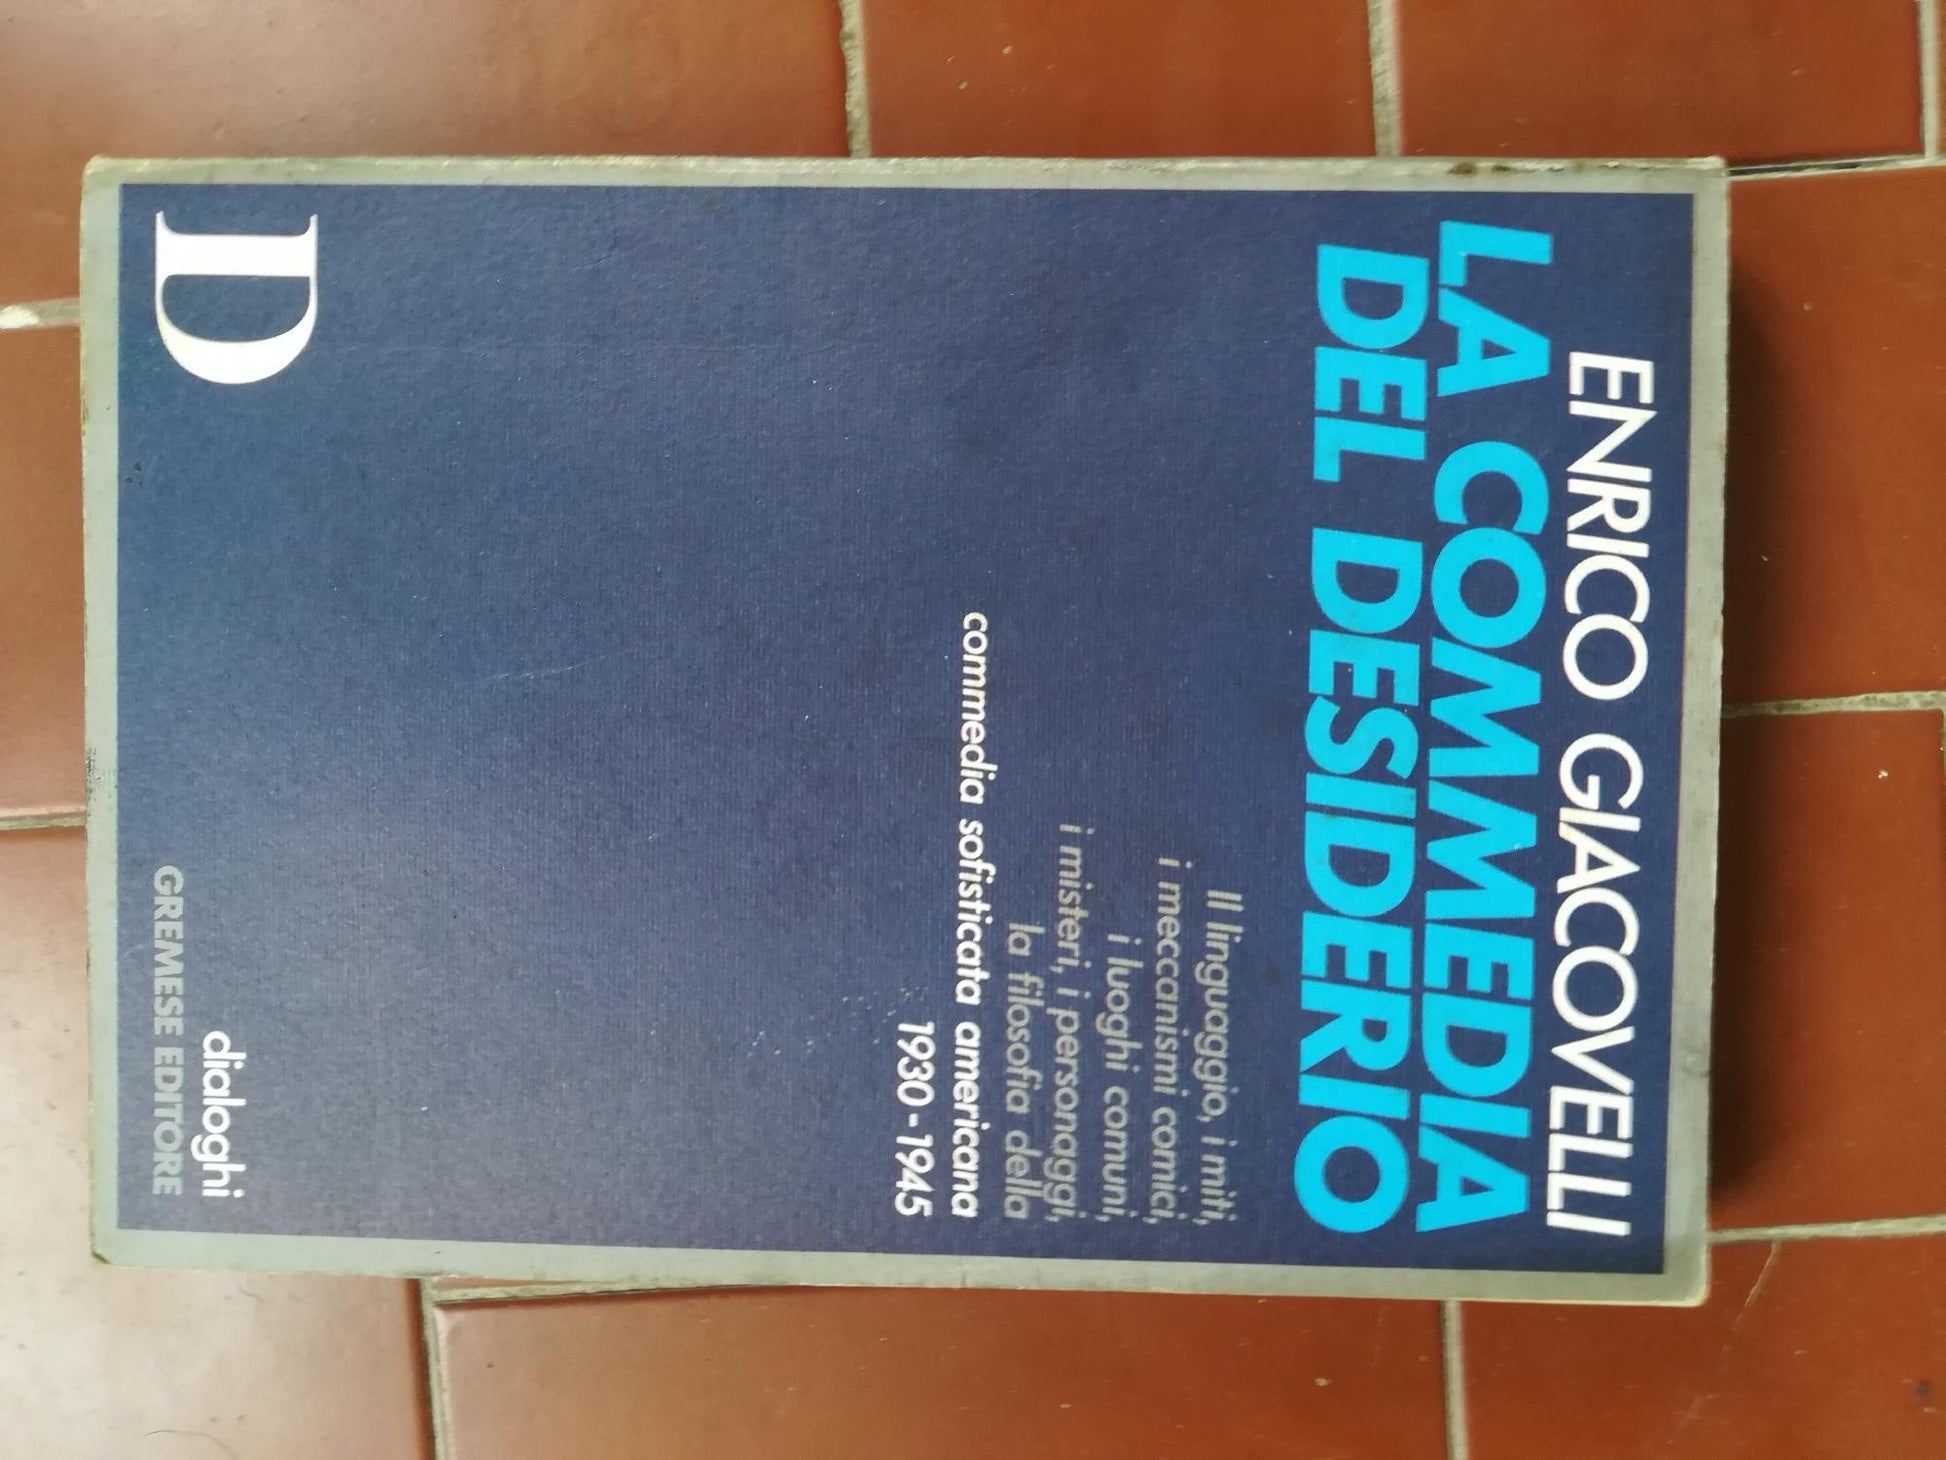 ENRICO GIACOVELLI
LA COMMEDIA
DEL DESIDERIO
Il linguaggio, i miti,
i meccanismi comici,
i luoghi comuni,
i misteri, i personaggi,
la filosofia della
commedia sofisticata americana
1930-1945
D
dialoghi
GREMESE EDITORE